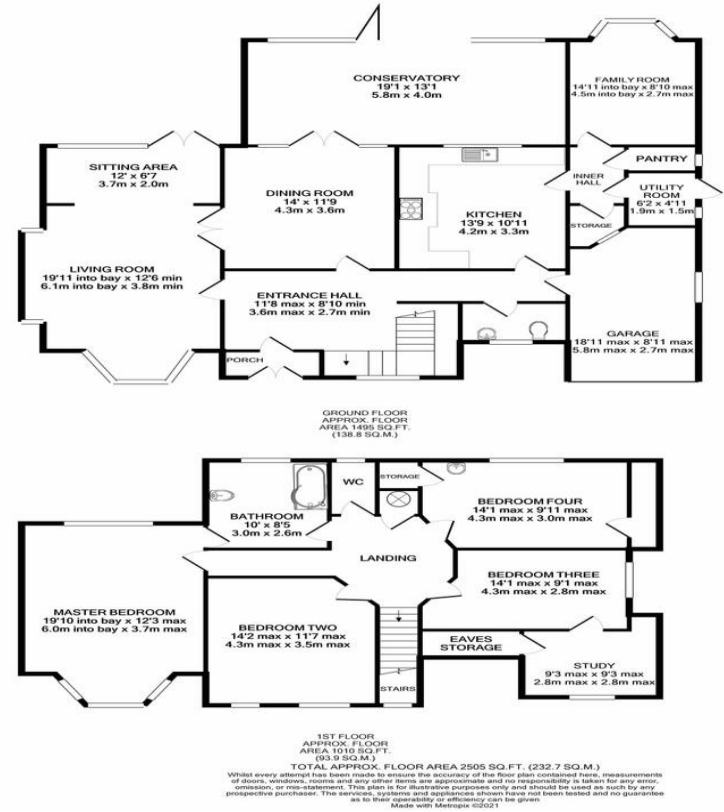 CONSERVATORY
19'1 x 13'1
5.8m x 4.0m
FAMILY ROOM
14'11 into bay x 8'10 max
4.5m into bay x 2.7m max
SITTING AREA
12' x 6'7
3.7m x 2.0m
DINING ROOM
14' x 11'9
4.3m x 3.6m
KITCHEN
13'9 x 10'11
4.2m x 3.3m
INNER
HALL
PANTRY
UTILITY
ROOM
6'2 x 4'11
1.9m x 1.5m
STORAGE
LIVING ROOM
19'11 into bay x 12'6 min
6.1m into bay x 3.8m min
ENTRANCE HALL
11'8 max x 8'10 min
3.6m max x 2.7m min
GARAGE
18'11 max x 8'11 max
5.8m max x 2.7m max
PORCH
GROUND FLOOR
APPROX. FLOOR
AREA 1495 SQ.FT.
(138.8 SQ.M.)
BATHROOM
10' x 8'5
3.0m x 2.6m
WC
STORAGE
BEDROOM FOUR
14'1 max x 9'11 max
4.3m max x 3.0m max
LANDING
MASTER BEDROOM
19'10 into bay x 12'3 max
6.0m into bay x 3.7m max
BEDROOM TWO
14'2 max x 11'7 max
4.3m max x 3.5m max
BEDROOM THREE
14'1 max x 9'1 max
4.3m max x 2.8m max
EAVES
STORAGE
STUDY
9'3 max x 9'3 max
2.8m max x 2.8m max
STAIRS
1ST FLOOR
APPROX. FLOOR
AREA 1010 SQ.FT.
(93.9 SQ.M.)
TOTAL APPROX. FLOOR AREA 2505 SQ.FT. (232.7 SQ.M.)
Whilst every attempt has been made to ensure the accuracy of the floor plan contained here, measurements
of doors, windows, rooms and any other items are approximate and no responsibility is taken for any error,
omission, or mis-statement. This plan is for illustrative purposes only and should be used as such by any
prospective purchaser. The services, systems and appliances shown have not been tested and no guarantee
as to their operability or efficiency can be given
Made with Metropix ©2021